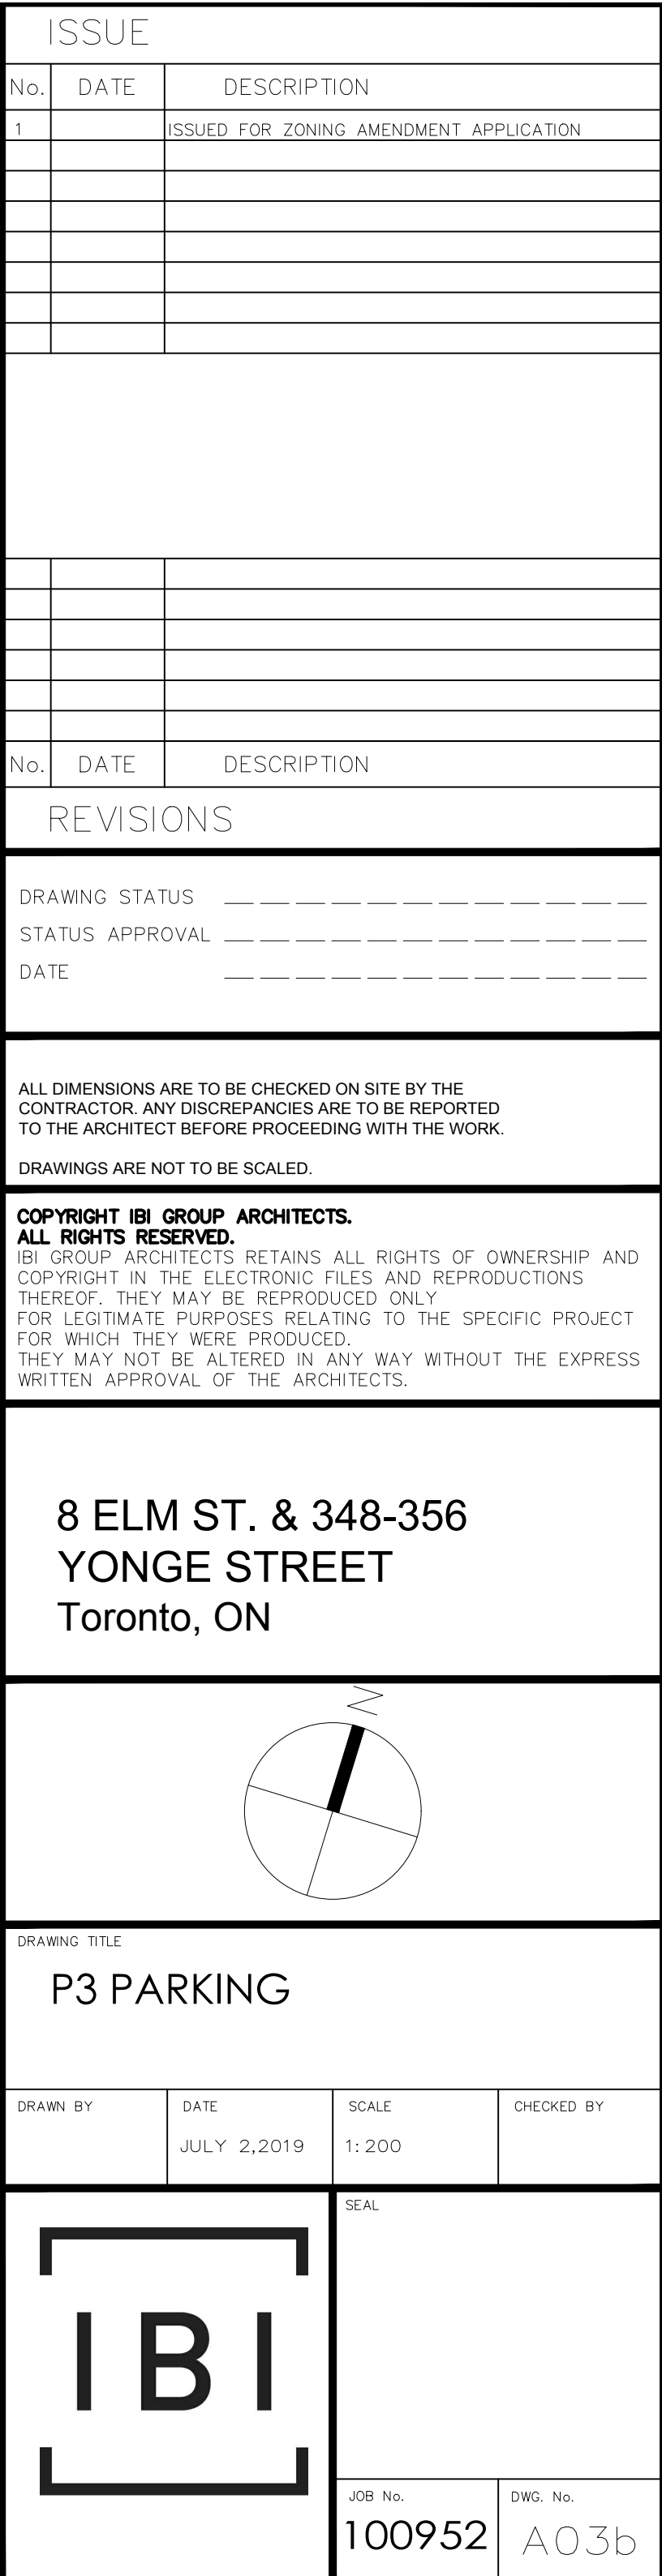 ISSUE
No. DATE DESCRIPTION
1 ISSUED FOR ZONING AMENDMENT APPLICATION
No. DATE DESCRIPTION
REVISIONS
DRAWING STATUS
STATUS APPROVAL
DATE
ALL DIMENSIONS ARE TO BE CHECKED ON SITE BY THE
CONTRACTOR. ANY DISCREPANCIES ARE TO BE REPORTED
TO THE ARCHITECT BEFORE PROCEEDING WITH THE WORK.
DRAWINGS ARE NOT TO BE SCALED.
COPYRIGHT IBI GROUP ARCHITECTS.
ALL RIGHTS RESERVED.
IBI GROUP ARCHITECTS RETAINS ALL RIGHTS OF OWNERSHIP AND
COPYRIGHT IN THE ELECTRONIC FILES AND REPRODUCTIONS
THEREOF. THEY MAY BE REPRODUCED ONLY
FOR LEGITIMATE PURPOSES RELATING TO THE SPECIFIC PROJECT
FOR WHICH THEY WERE PRODUCED.
THEY MAY NOT BE ALTERED IN ANY WAY WITHOUT THE EXPRESS
WRITTEN APPROVAL OF THE ARCHITECTS.
8 ELM ST. & 348-356
YONGE STREET
Toronto, ON
N
DRAWING TITLE
P3 PARKING
DRAWN BY DATE SCALE CHECKED BY
JULY 2,2019 1:200
SEAL
IBI
JOB No. DWG. No.
100952 A03b